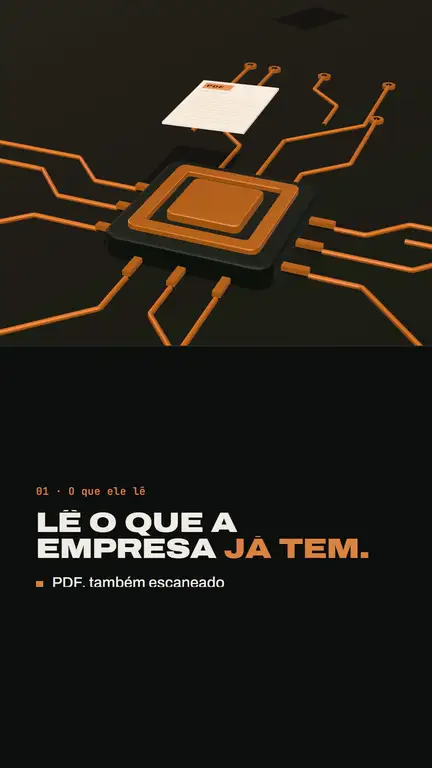 PDF
01 · O que ele lê
LÊ O QUE A
EMPRESA JÁ TEM.
PDF, também escaneado